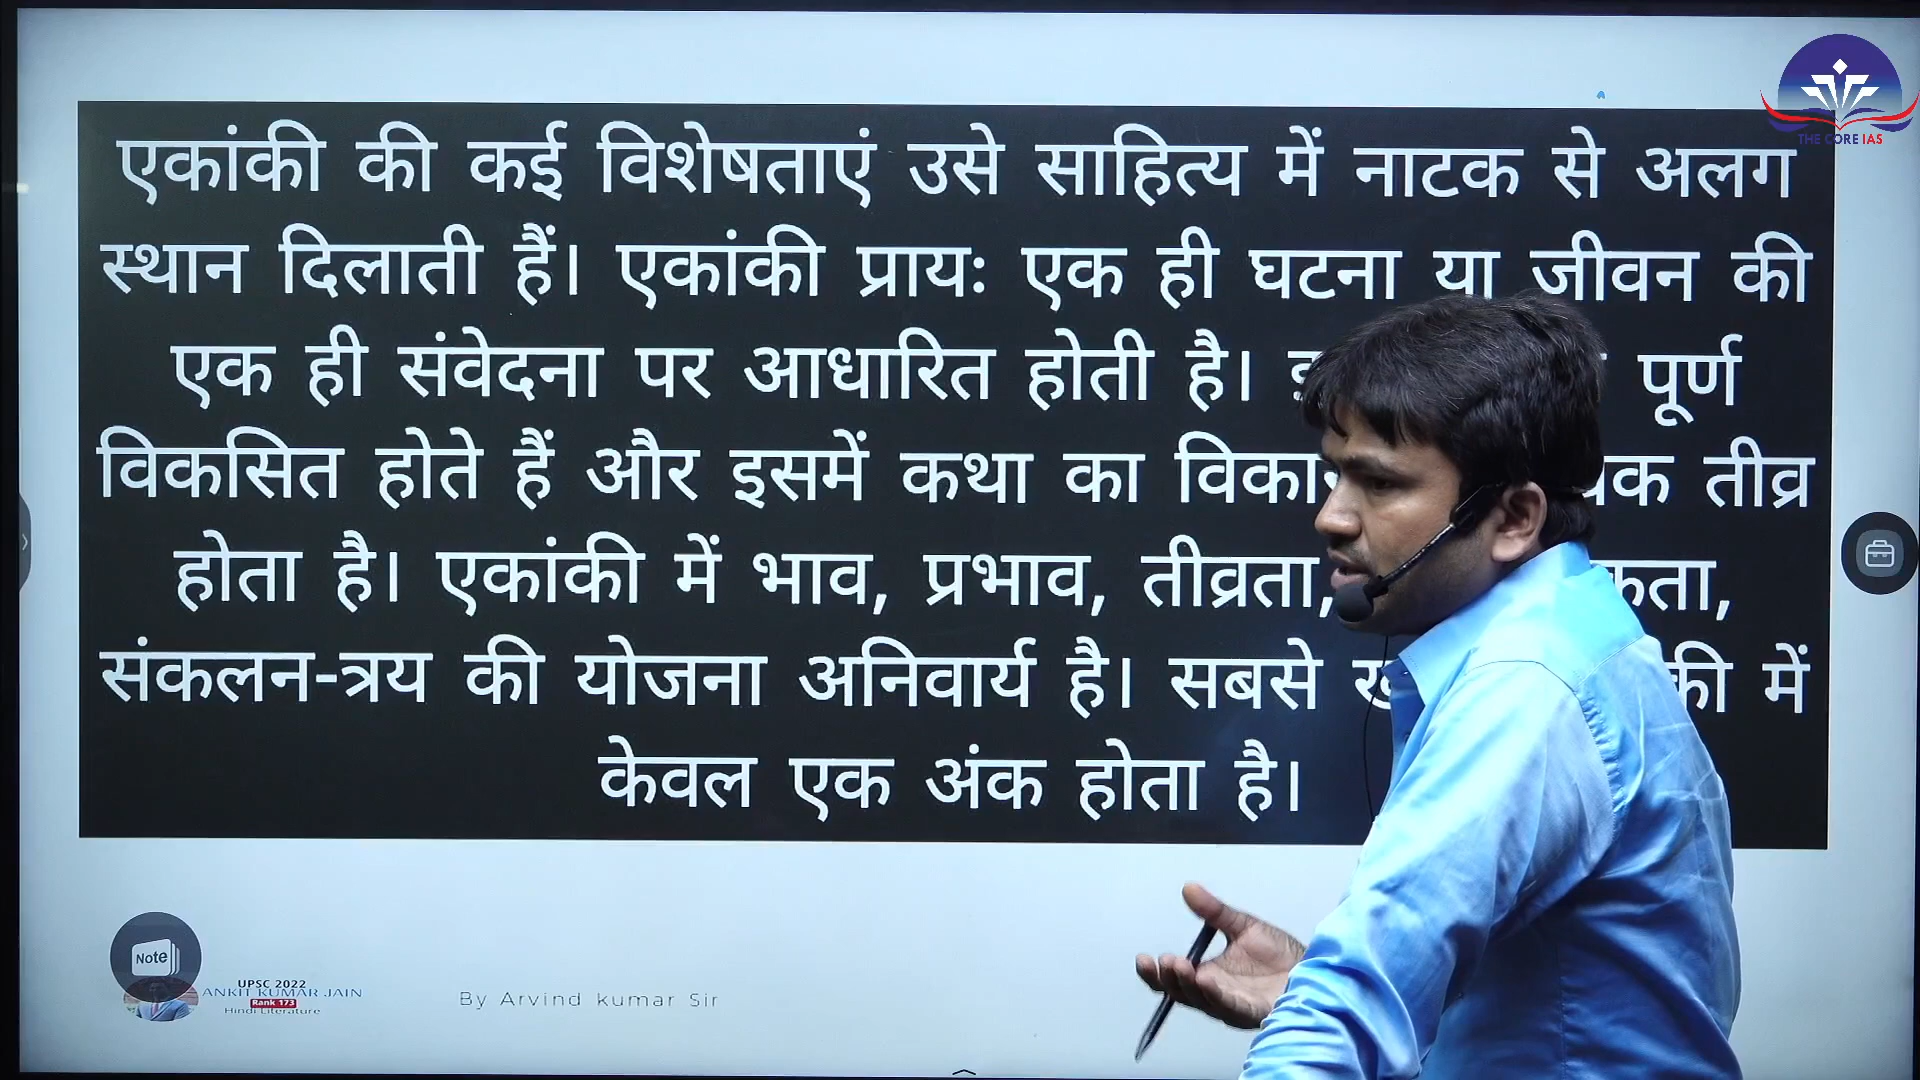 THE CORE IAS
एकांकी की कई विशेषताएं उसे साहित्य में नाटक से अलग
स्थान दिलाती हैं। एकांकी प्रायः एक ही घटना या जीवन की
एक ही संवेदना पर आधारित होती है। पूर्ण
विकसित होते हैं और इसमें कथा का तीव्र
होता है। एकांकी में भाव, प्रभाव, तीव्रता,
संकलन-त्रय की योजना अनिवार्य है। सबसे में
केवल एक अंक होता है।
Note
UPSC 2022
ANKIT KUMAR JAIN
Rank 173
Hindi Literature
By Arvind kumar Sir